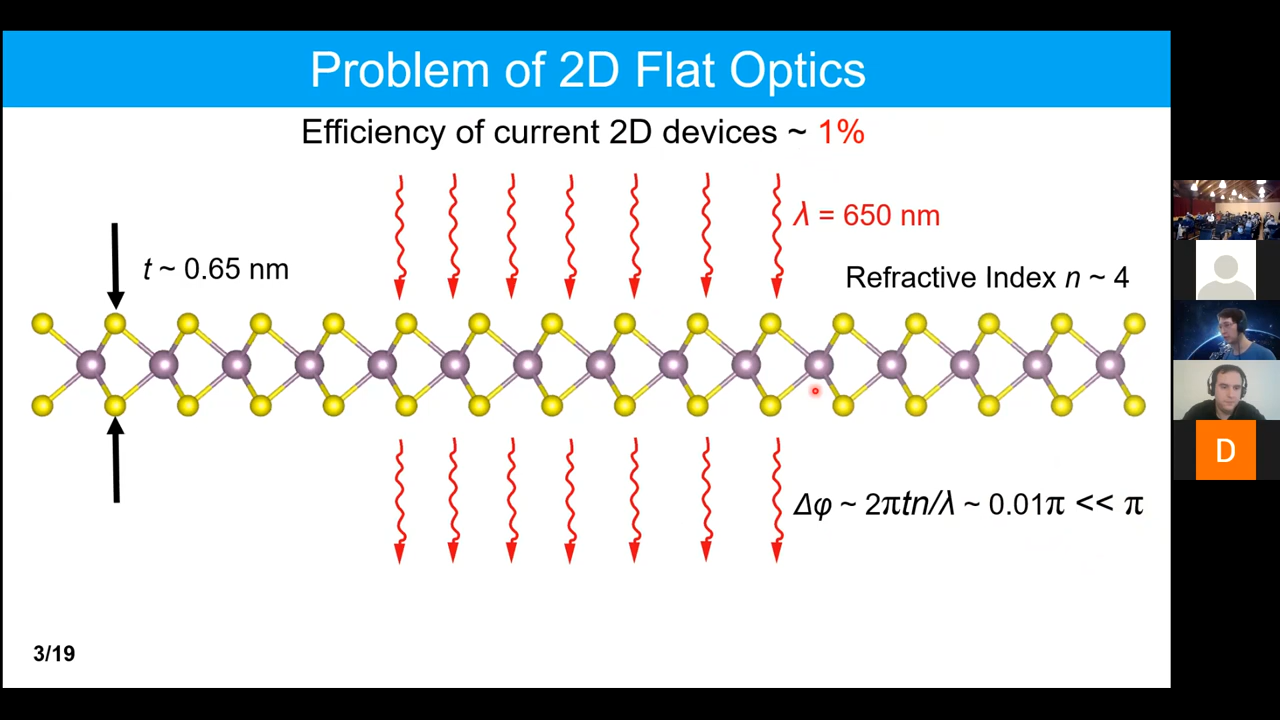 Problem of 2D Flat Optics
Efficiency of current 2D devices ~ 1%
λ = 650 nm
t ~ 0.65 nm
Refractive Index n ~ 4
Δφ ~ 2πtn/λ ~ 0.01π << π
3/19
D